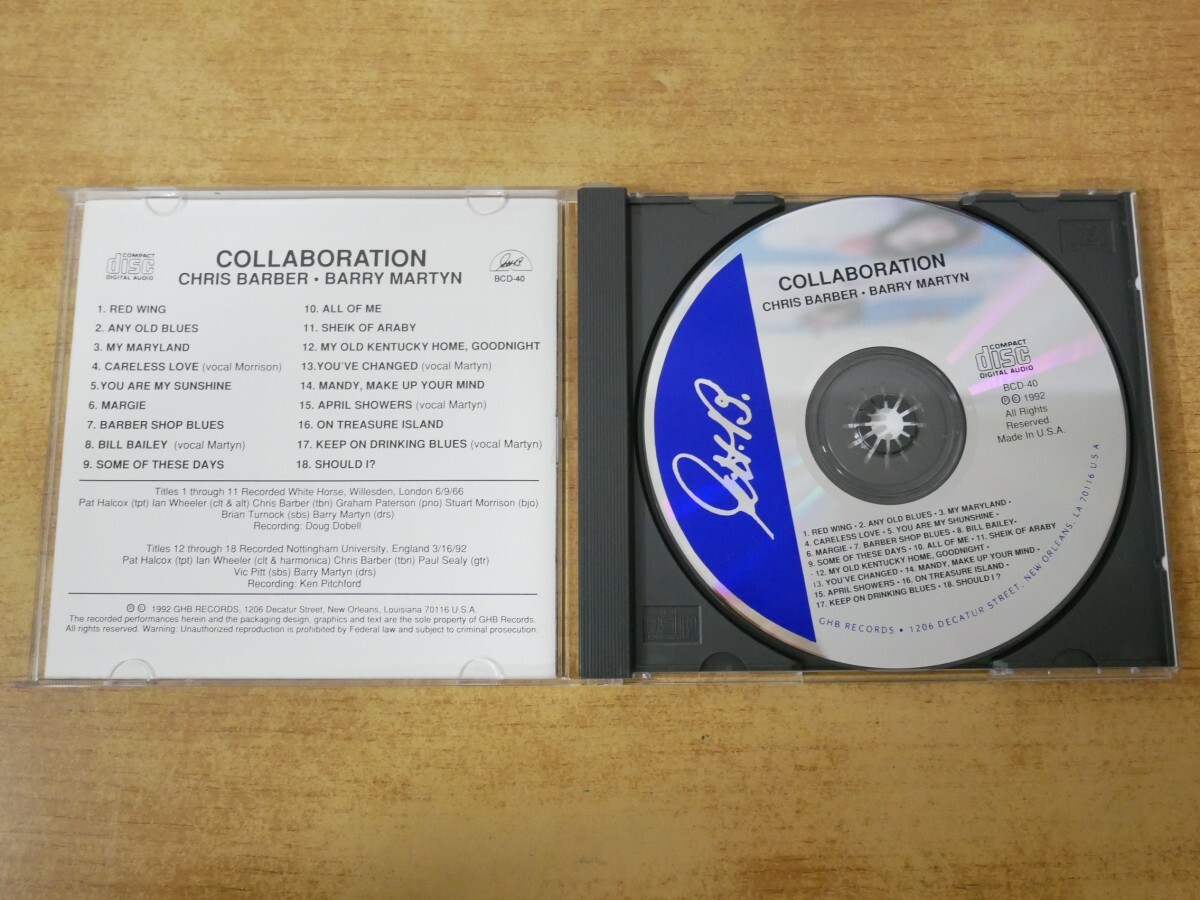 COMPACT
disc
DIGITAL AUDIO
COLLABORATION
CHRIS BARBER • BARRY MARTYN
BCD-40
1. RED WING
2. ANY OLD BLUES
3. MY MARYLAND
4. CARELESS LOVE (vocal Morrison)
5.YOU ARE MY SUNSHINE
6. MARGIE
7. BARBER SHOP BLUES
8. BILL BAILEY (vocal Martyn)
9. SOME OF THESE DAYS
10. ALL OF ME
11. SHEIK OF ARABY
12. MY OLD KENTUCKY HOME, GOODNIGHT
13.YOU'VE CHANGED (vocal Martyn)
14. MANDY, MAKE UP YOUR MIND
15. APRIL SHOWERS (vocal Martyn)
16. ON TREASURE ISLAND
17. KEEP ON DRINKING BLUES (vocal Martyn)
18. SHOULD I?
Titles 1 through 11 Recorded White Horse, Willesden, London 6/9/66
Pat Halcox (tpt) Ian Wheeler (clt & alt) Chris Barber (tbn) Graham Paterson (pno) Stuart Morrison (bjo)
Brian Turnock (sbs) Barry Martyn (drs)
Recording: Doug Dobell
Titles 12 through 18 Recorded Nottingham University, England 3/16/92
Pat Halcox (tpt) Ian Wheeler (clt & harmonica) Chris Barber (tbn) Paul Sealy (gtr)
Vic Pitt (sbs) Barry Martyn (drs)
Recording: Ken Pitchford
℗ © 1992 GHB RECORDS, 1206 Decatur Street, New Orleans, Louisiana 70116 U.S.A.
The recorded performances herein and the packaging design, graphics and text are the sole property of GHB Records.
All rights reserved. Warning: Unauthorized reproduction is prohibited by Federal law and subject to criminal prosecution.
COLLABORATION
CHRIS BARBER • BARRY MARTYN
G.H.B.
COMPACT
disc
DIGITAL AUDIO
BCD-40
℗ © 1992
All Rights
Reserved.
Made In U.S.A.
1. RED WING • 2. ANY OLD BLUES • 3. MY MARYLAND •
4. CARELESS LOVE • 5. YOU ARE MY SHUNSHINE •
6. MARGIE • 7. BARBER SHOP BLUES • 8. BILL BAILEY •
9. SOME OF THESE DAYS • 10. ALL OF ME • 11. SHEIK OF ARABY
• 12. MY OLD KENTUCKY HOME, GOODNIGHT •
13. YOU'VE CHANGED • 14. MANDY, MAKE UP YOUR MIND •
15. APRIL SHOWERS • 16. ON TREASURE ISLAND •
17. KEEP ON DRINKING BLUES • 18. SHOULD I?
GHB RECORDS • 1206 DECATUR STREET, NEW ORLEANS, LA 70116 U S A